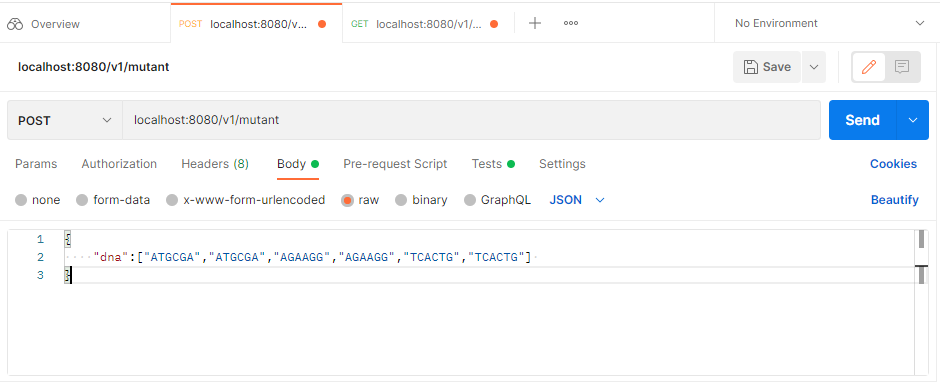 Overview POST localhost:8080/v... GET localhost:8080/v1/... + ooo No Environment
localhost:8080/v1/mutant Save
POST localhost:8080/v1/mutant Send
Params Authorization Headers (8) Body Pre-request Script Tests Settings Cookies
none form-data x-www-form-urlencoded raw binary GraphQL JSON Beautify
1 {
2 "dna":["ATGCGA","ATGCGA","AGAAGG","AGAAGG","TCACTG","TCACTG"]
3 }